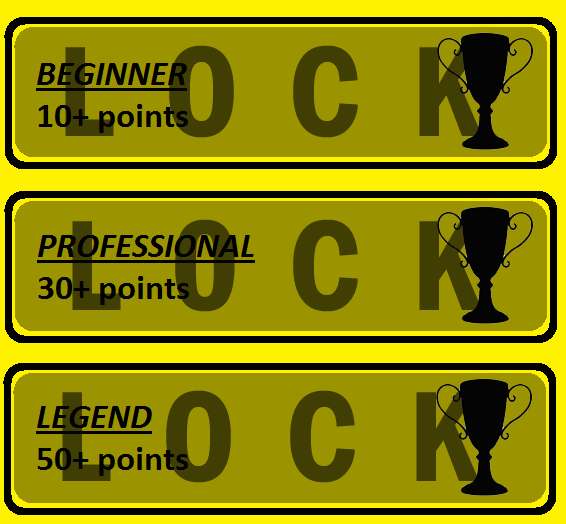 BEGINNER
10+ points
LOCK
PROFESSIONAL
30+ points
LOCK
LEGEND
50+ points
LOCK